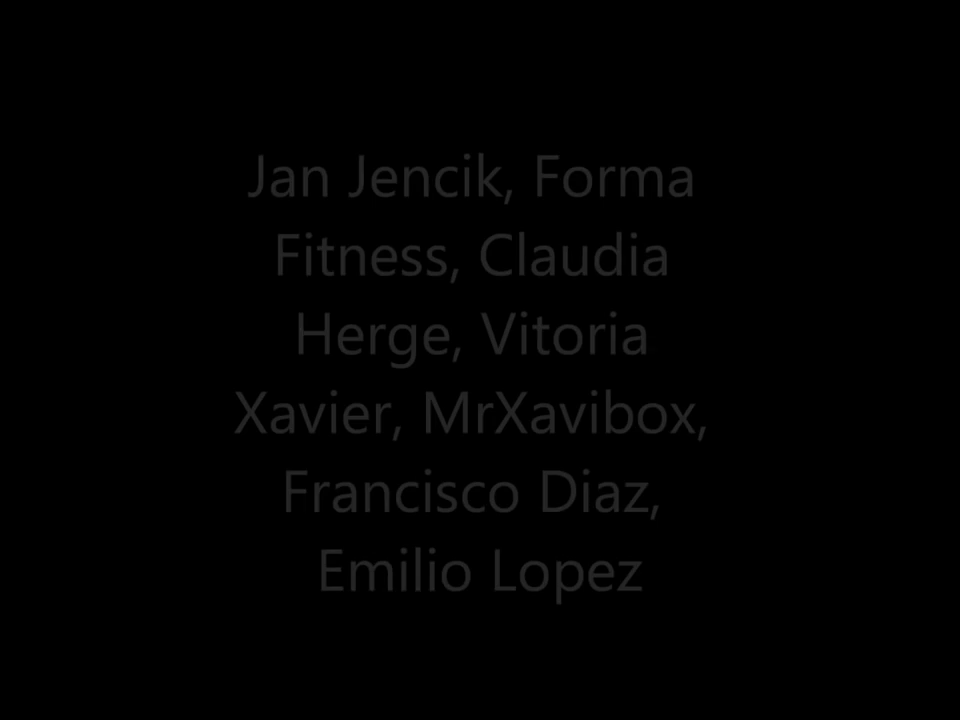 Jan Jencik, Forma
Fitness, Claudia
Herge, Vitoria
Xavier, MrXavibox,
Francisco Diaz,
Emilio Lopez